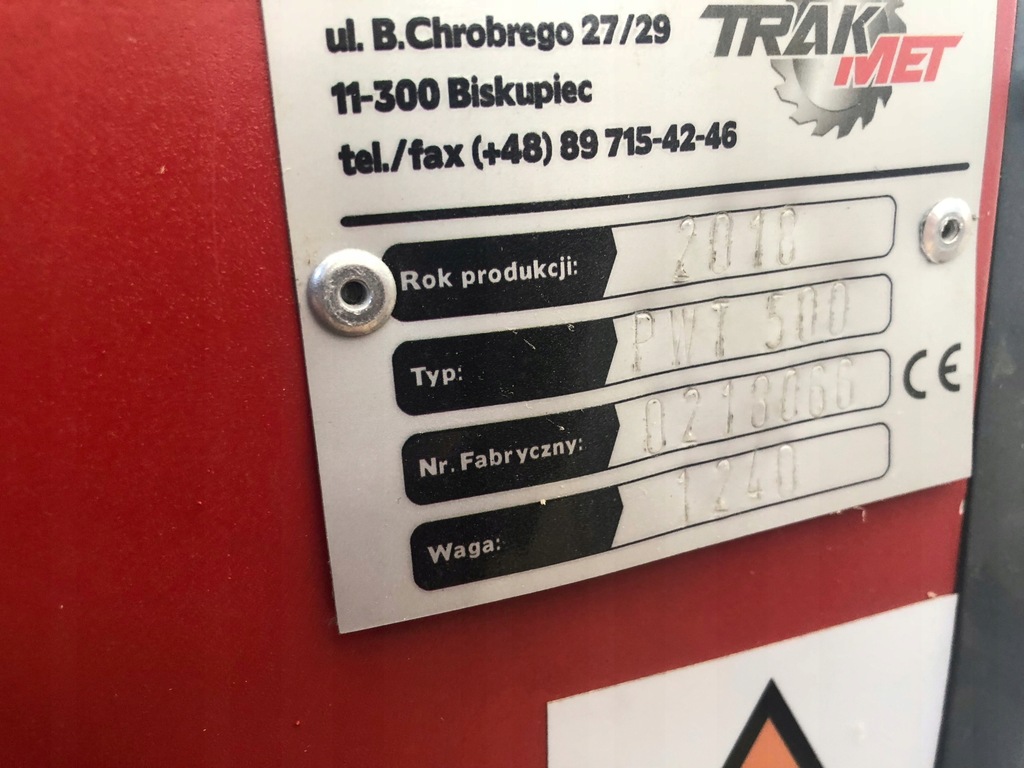 ul. B.Chrobrego 27/29
TRAK MET
11-300 Biskupiec
tel./fax (+48) 89 715-42-46
Rok produkcji: 2018
Typ: PWT 500
Nr. Fabryczny: 0218066
CE
Waga: 1240